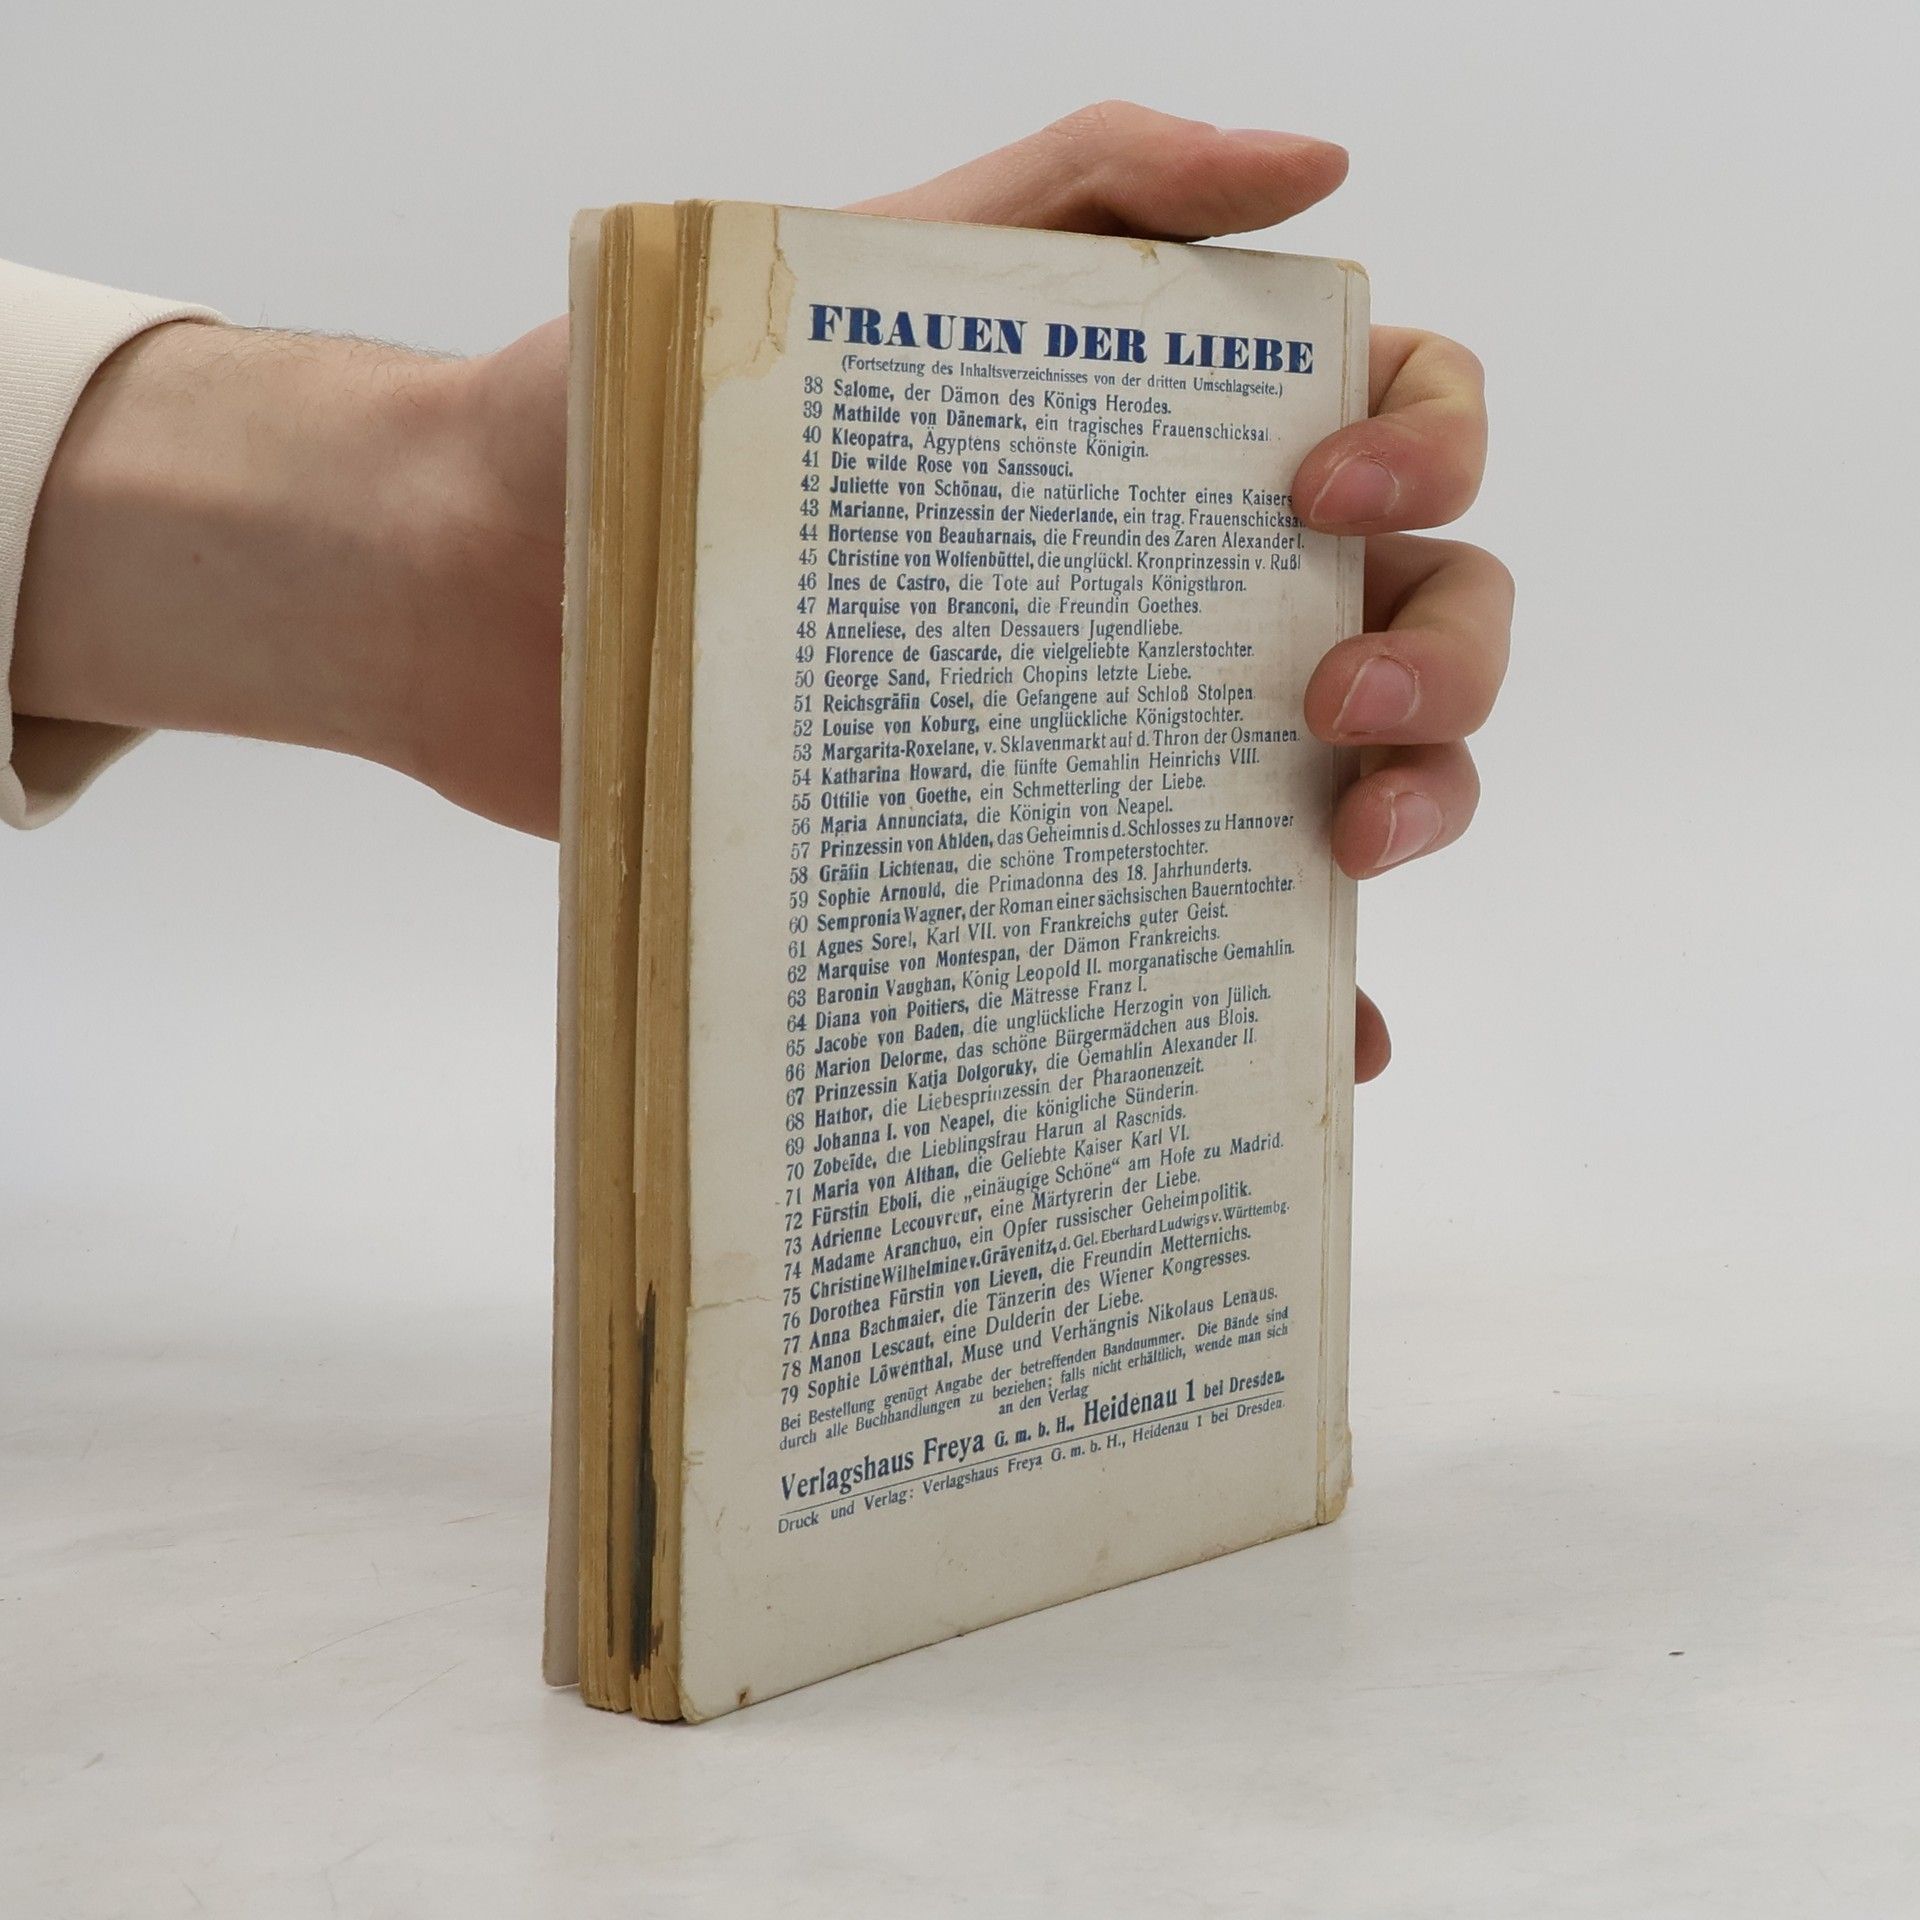 FRAUEN DER LIEBE
(Fortsetzung des Inhaltsverzeichnisses von der dritten Umschlagseite.)
38 Salome, der Dämon des Königs Herodes.
39 Mathilde von Dänemark, ein tragisches Frauenschicksal.
40 Kleopatra, Ägyptens schönste Königin.
41 Die wilde Rose von Sanssouci.
42 Juliette von Schönau, die natürliche Tochter eines Kaisers
43 Marianne, Prinzessin der Niederlande, ein trag. Frauenschicksal.
44 Hortense von Beauharnais, die Freundin des Zaren Alexander I.
45 Christine von Wolfenbüttel, die unglückl. Kronprinzessin v. Rußl
46 Ines de Castro, die Tote auf Portugals Königsthron.
47 Marquise von Branconi, die Freundin Goethes.
48 Anneliese, des alten Dessauers Jugendliebe.
49 Florence de Gascarde, die vielgeliebte Kanzlerstochter.
50 George Sand, Friedrich Chopins letzte Liebe.
51 Reichsgräfin Cosel, die Gefangene auf Schloß Stolpen
52 Louise von Koburg, eine unglückliche Königstochter.
53 Margarita-Roxelane, v. Sklavenmarkt auf d. Thron der Osmanen.
54 Katharina Howard, die fünfte Gemahlin Heinrichs VIII.
55 Ottilie von Goethe, ein Schmetterling der Liebe.
56 Maria Annunciata, die Königin von Neapel.
57 Prinzessin von Ahlden, das Geheimnis d. Schlosses zu Hannover
58 Gräfin Lichtenau, die schöne Trompeterstochter.
59 Sophie Arnould, die Primadonna des 18. Jahrhunderts.
60 Sempronia Wagner, der Roman einer sächsischen Bauerntochter.
61 Agnes Sorel, Karl VII. von Frankreichs guter Geist.
62 Marquise von Montespan, der Dämon Frankreichs.
63 Baronin Vaughan, König Leopold II. morganatische Gemahlin.
64 Diana von Poitiers, die Mätresse Franz I.
65 Jacobe von Baden, die unglückliche Herzogin von Jülich.
66 Marion Delorme, das schöne Bürgermädchen aus Blois.
67 Prinzessin Katja Dolgoruky, die Gemahlin Alexander II.
68 Hathor, die Liebesprinzessin der Pharaonenzeit.
69 Johanna I. von Neapel, die königliche Sünderin.
70 Zobeïde, die Lieblingsfrau Harun al Raschids.
71 Maria von Althan, die Geliebte Kaiser Karl VI.
72 Fürstin Eboli, die „einäugige Schöne“ am Hofe zu Madrid.
73 Adrienne Lecouvreur, eine Märtyrerin der Liebe.
74 Madame Aranchuo, ein Opfer russischer Geheimpolitik.
75 Christine Wilhelmine v. Grävenitz, d. Gel. Eberhard Ludwigs v. Württembg.
76 Dorothea Fürstin von Lieven, die Freundin Metternichs.
77 Anna Bachmaier, die Tänzerin des Wiener Kongresses.
78 Manon Lescaut, eine Dulderin der Liebe.
79 Sophie Löwenthal, Muse und Verhängnis Nikolaus Lenaus.
Bei Bestellung genügt Angabe der betreffenden Bandnummer. Die Bände sind
durch alle Buchhandlungen zu beziehen; falls nicht erhältlich, wende man sich
an den Verlag
Verlagshaus Freya G. m. b. H., Heidenau 1 bei Dresden.
Druck und Verlag: Verlagshaus Freya G. m. b. H., Heidenau 1 bei Dresden.